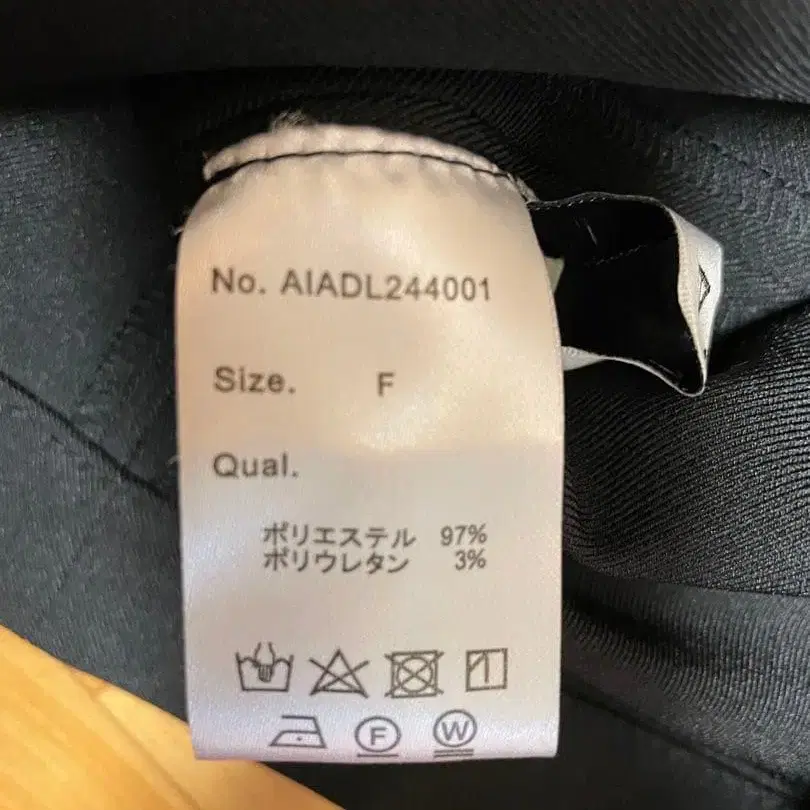 No. AIADL244001
Size. F
Qual.
ポリエステル 97%
ポリウレタン 3%
F W